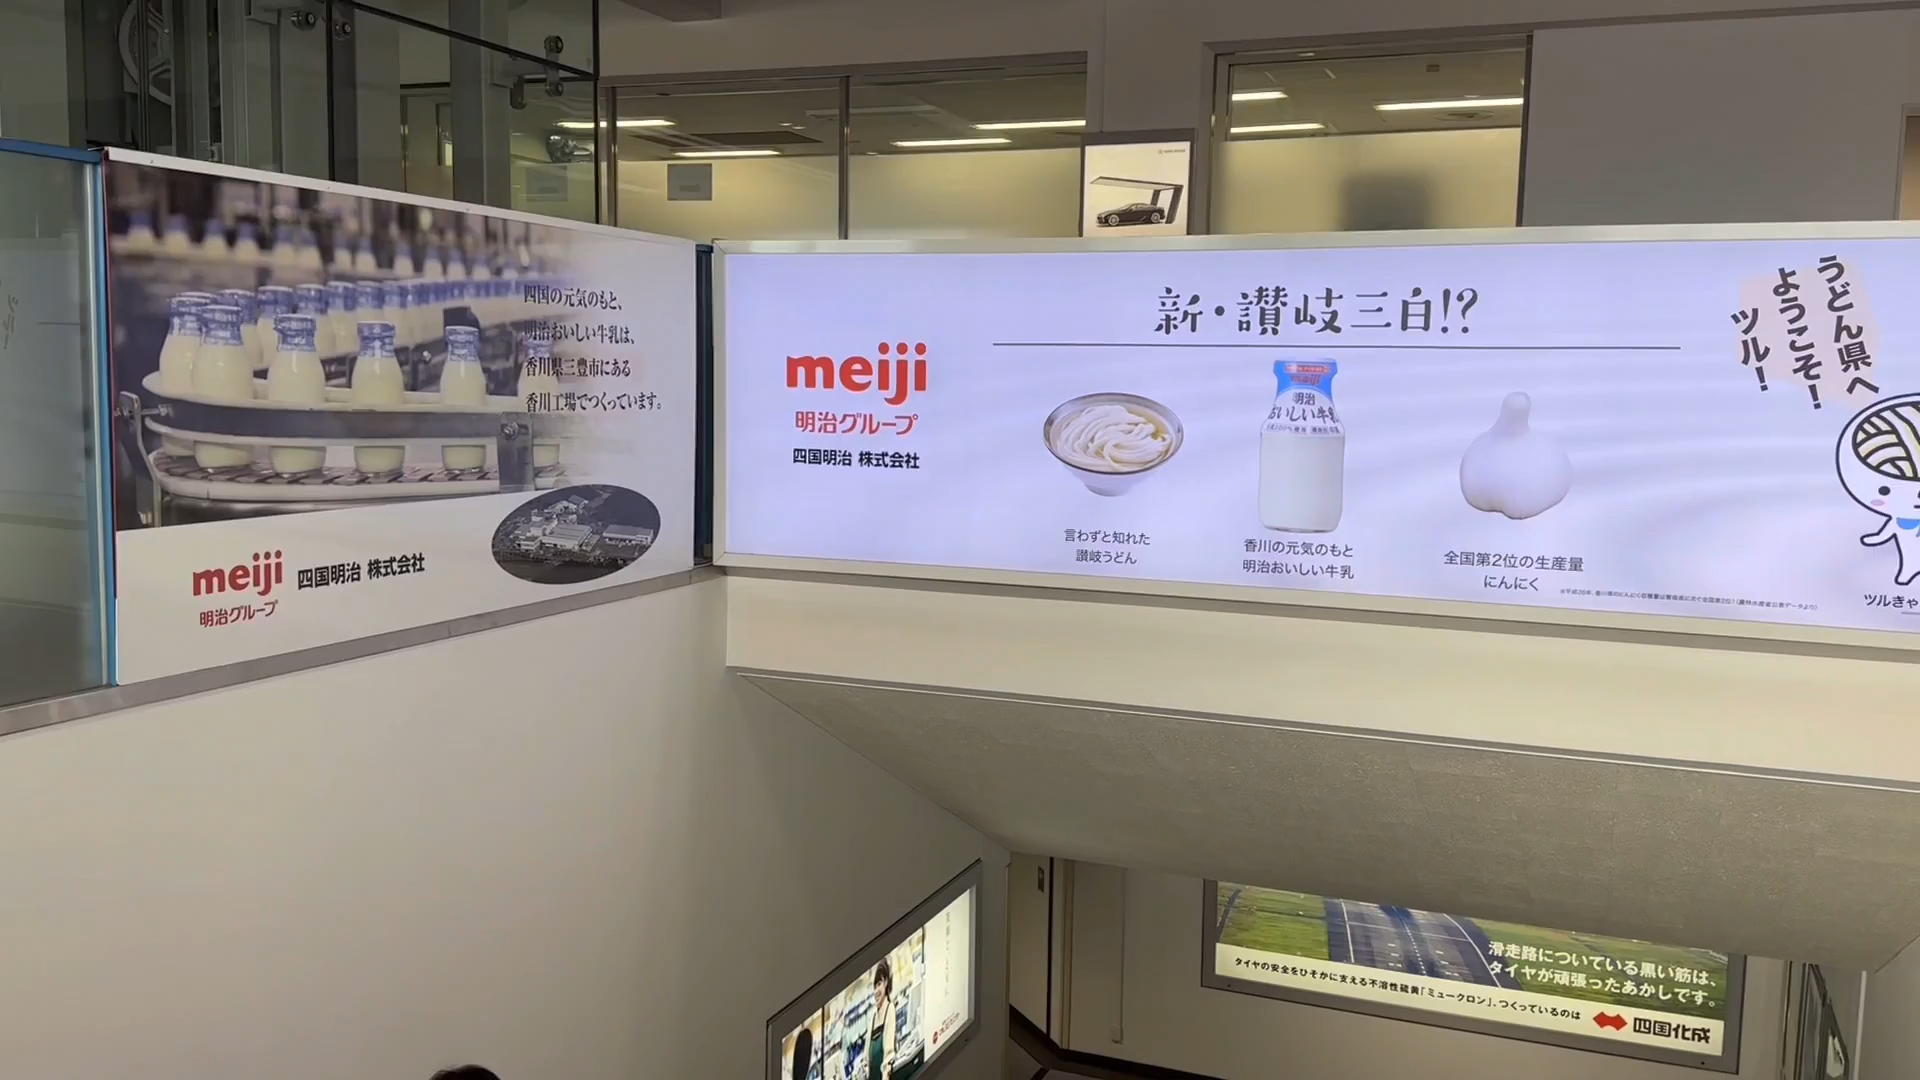 四国の元気のもと、
明治おいしい牛乳は、
香川県三豊市にある
香川工場でつくっています。
meiji
明治グループ
四国明治 株式会社
新・讃岐三白!?
meiji
明治グループ
四国明治 株式会社
明治
おいしい牛乳
言わずと知れた
讃岐うどん
香川の元気のもと
明治おいしい牛乳
全国第2位の生産量
にんにく
うどん県へ
ようこそ!
ツル!
ツルきゃ
滑走路についている黒い筋は、
タイヤが頑張ったあかしです。
タイヤの安全をひそかに支える不溶性硫黄「ミュークロン」、つくっているのは
四国化成